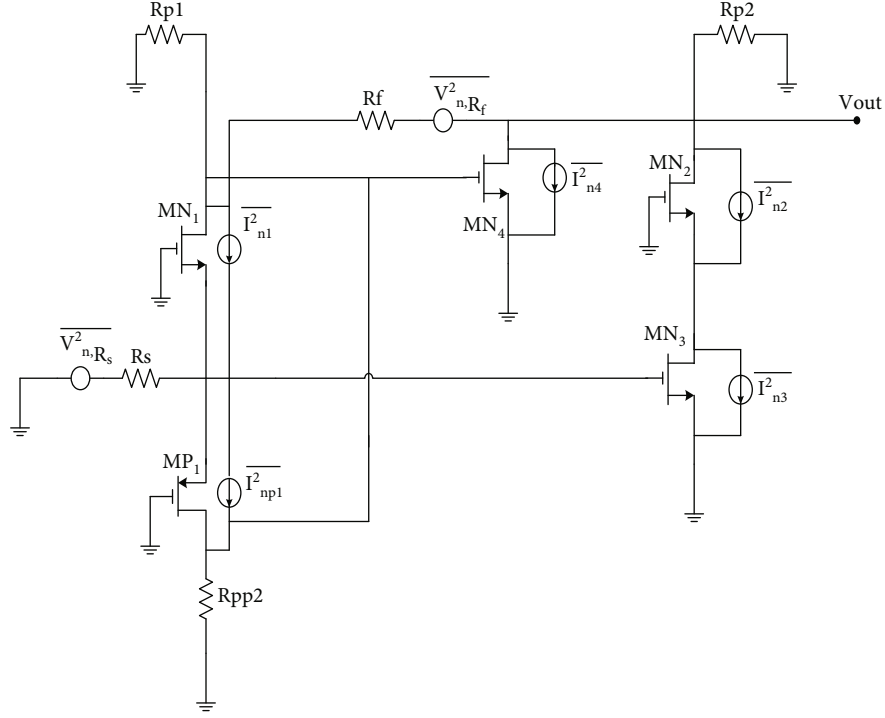 Rp1
Rp2
Rf
V²n,Rf
Vout
MN2
I²n4
I²n2
MN1
I²n1
MN4
MN3
V²n,Rs
Rs
I²n3
MP1
I²np1
Rpp2